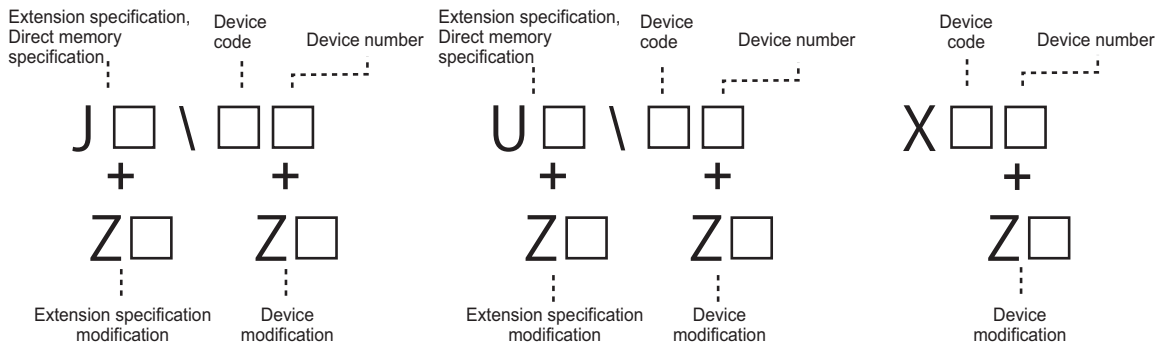 Extension specification,
Direct memory
specification
Device
code
Device number
J□ \ □□
+ +
Z□ Z□
Extension specification
modification
Device
modification
Extension specification,
Direct memory
specification
Device
code
Device number
U□ \ □□
+ +
Z□ Z□
Extension specification
modification
Device
modification
Device
code
Device number
X□□
+
Z□
Device
modification